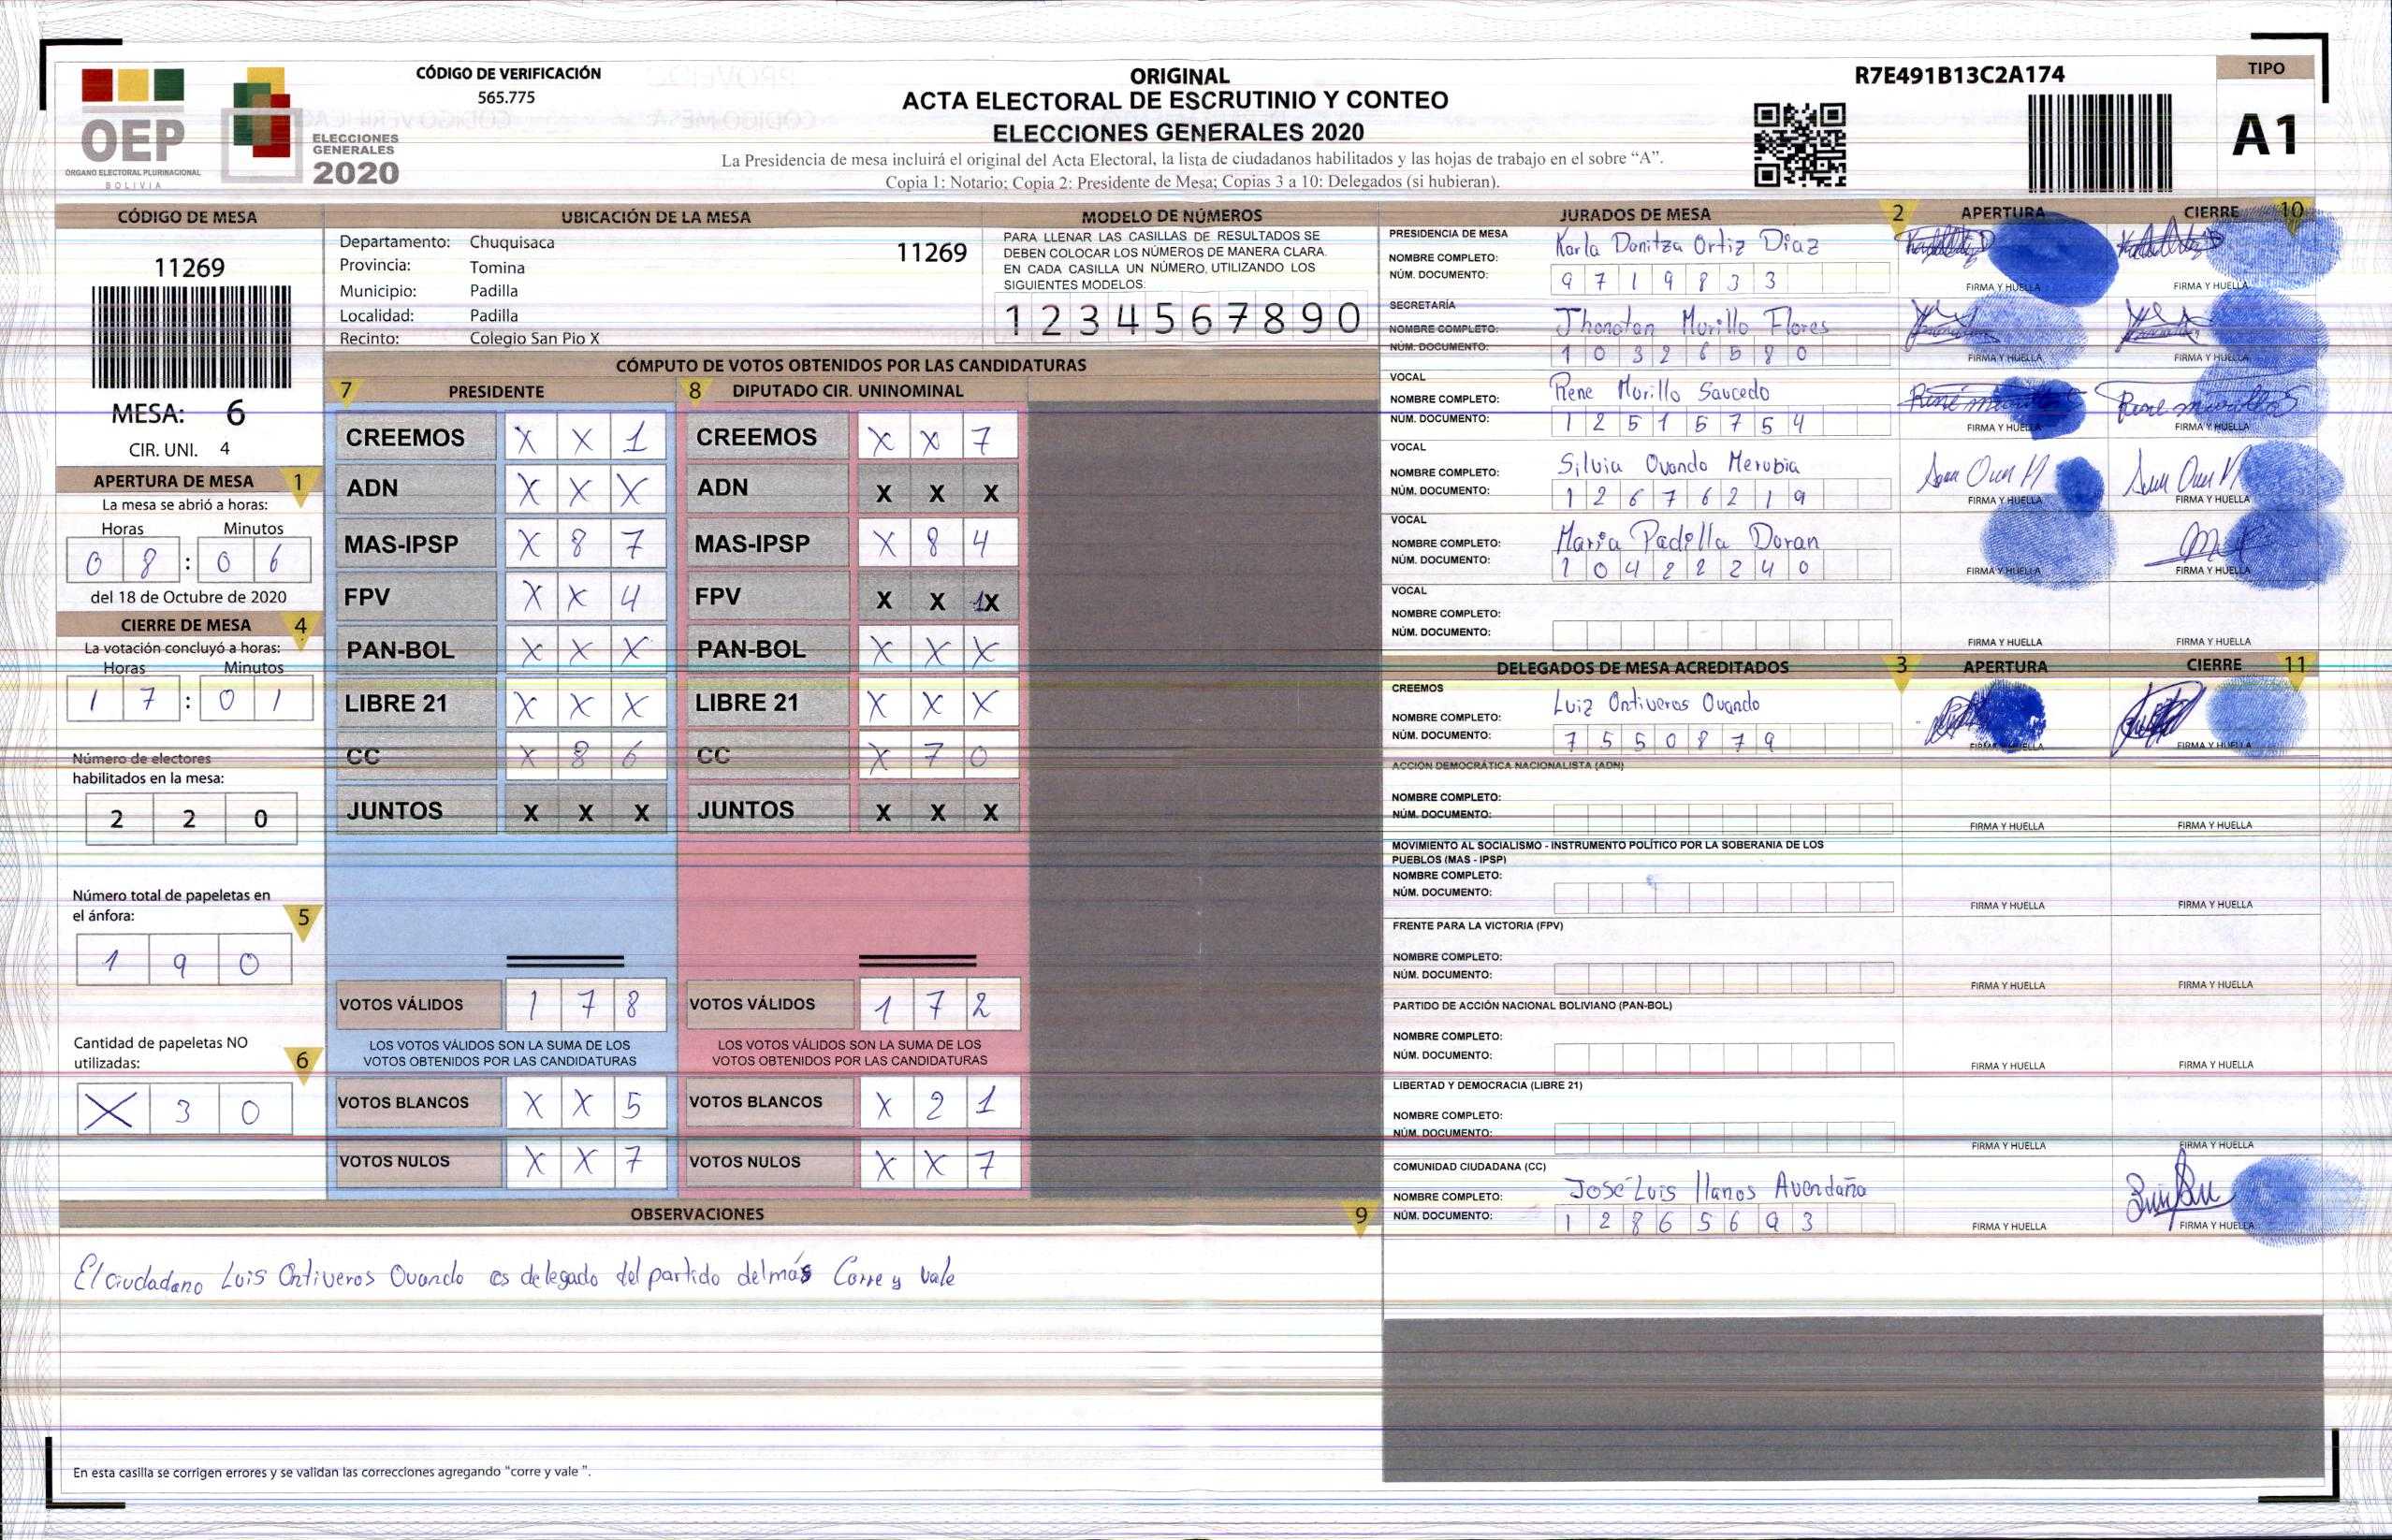 CÓDIGO DE VERIFICACIÓN
565.775
ORIGINAL
ACTA ELECTORAL DE ESCRUTINIO Y CONTEO
ELECCIONES GENERALES 2020
La Presidencia de mesa incluirá el original del Acta Electoral, la lista de ciudadanos habilitados y las hojas de trabajo en el sobre “A”.
Copia 1: Notario; Copia 2: Presidente de Mesa; Copias 3 a 10: Delegados (si hubieran).
R7E491B13C2A174
TIPO
A1
OEP
ÓRGANO ELECTORAL PLURINACIONAL
BOLIVIA
ELECCIONES
GENERALES
2020
CÓDIGO DE MESA
11269
MESA: 6
CIR. UNI. 4
APERTURA DE MESA 1
La mesa se abrió a horas:
Horas Minutos
0 8 : 0 6
del 18 de Octubre de 2020
CIERRE DE MESA 4
La votación concluyó a horas:
Horas Minutos
1 7 : 0 1
Número de electores
habilitados en la mesa:
2 2 0
Número total de papeletas en
el ánfora: 5
1 9 0
Cantidad de papeletas NO
utilizadas: 6
X 3 0
UBICACIÓN DE LA MESA
Departamento: Chuquisaca 11269
Provincia: Tomina
Municipio: Padilla
Localidad: Padilla
Recinto: Colegio San Pio X
MODELO DE NÚMEROS
PARA LLENAR LAS CASILLAS DE RESULTADOS SE
DEBEN COLOCAR LOS NÚMEROS DE MANERA CLARA.
EN CADA CASILLA UN NÚMERO, UTILIZANDO LOS
SIGUIENTES MODELOS:
1 2 3 4 5 6 7 8 9 0
CÓMPUTO DE VOTOS OBTENIDOS POR LAS CANDIDATURAS
7 PRESIDENTE
CREEMOS X X 1
ADN X X X
MAS-IPSP X 8 7
FPV X X 4
PAN-BOL X X X
LIBRE 21 X X X
CC X 8 6
JUNTOS X X X
VOTOS VÁLIDOS 1 7 8
LOS VOTOS VÁLIDOS SON LA SUMA DE LOS
VOTOS OBTENIDOS POR LAS CANDIDATURAS
VOTOS BLANCOS X X 5
VOTOS NULOS X X 7
8 DIPUTADO CIR. UNINOMINAL
CREEMOS X X 7
ADN X X X
MAS-IPSP X 8 4
FPV X X 1X
PAN-BOL X X X
LIBRE 21 X X X
CC X 7 0
JUNTOS X X X
VOTOS VÁLIDOS 1 7 2
LOS VOTOS VÁLIDOS SON LA SUMA DE LOS
VOTOS OBTENIDOS POR LAS CANDIDATURAS
VOTOS BLANCOS X 2 1
VOTOS NULOS X X 7
OBSERVACIONES 9
El ciudadano Luis Ontiveros Ovando es delegado del partido del más Corre y vale
En esta casilla se corrigen errores y se validan las correcciones agregando “corre y vale ”.
JURADOS DE MESA 2 APERTURA CIERRE 10
PRESIDENCIA DE MESA
NOMBRE COMPLETO: Karla Danitza Ortiz Diaz
NÚM. DOCUMENTO: 9 7 1 9 8 3 3
FIRMA Y HUELLA FIRMA Y HUELLA
SECRETARÍA
NOMBRE COMPLETO: Jhonatan Murillo Flores
NÚM. DOCUMENTO: 1 0 3 2 6 5 8 0
FIRMA Y HUELLA FIRMA Y HUELLA
VOCAL
NOMBRE COMPLETO: Rene Murillo Saucedo
NÚM. DOCUMENTO: 1 2 5 1 5 7 5 4
FIRMA Y HUELLA FIRMA Y HUELLA
VOCAL
NOMBRE COMPLETO: Silvia Ovando Merubia
NÚM. DOCUMENTO: 1 2 6 7 6 2 1 9
FIRMA Y HUELLA FIRMA Y HUELLA
VOCAL
NOMBRE COMPLETO: Maria Padilla Duran
NÚM. DOCUMENTO: 1 0 4 2 2 2 4 0
FIRMA Y HUELLA FIRMA Y HUELLA
VOCAL
NOMBRE COMPLETO:
NÚM. DOCUMENTO:
FIRMA Y HUELLA FIRMA Y HUELLA
DELEGADOS DE MESA ACREDITADOS 3 APERTURA CIERRE 11
CREEMOS
NOMBRE COMPLETO: Luiz Ontiveros Ovando
NÚM. DOCUMENTO: 7 5 5 0 8 7 9
FIRMA Y HUELLA FIRMA Y HUELLA
ACCIÓN DEMOCRÁTICA NACIONALISTA (ADN)
NOMBRE COMPLETO:
NÚM. DOCUMENTO:
FIRMA Y HUELLA FIRMA Y HUELLA
MOVIMIENTO AL SOCIALISMO - INSTRUMENTO POLÍTICO POR LA SOBERANIA DE LOS
PUEBLOS (MAS - IPSP)
NOMBRE COMPLETO:
NÚM. DOCUMENTO:
FIRMA Y HUELLA FIRMA Y HUELLA
FRENTE PARA LA VICTORIA (FPV)
NOMBRE COMPLETO:
NÚM. DOCUMENTO:
FIRMA Y HUELLA FIRMA Y HUELLA
PARTIDO DE ACCIÓN NACIONAL BOLIVIANO (PAN-BOL)
NOMBRE COMPLETO:
NÚM. DOCUMENTO:
FIRMA Y HUELLA FIRMA Y HUELLA
LIBERTAD Y DEMOCRACIA (LIBRE 21)
NOMBRE COMPLETO:
NÚM. DOCUMENTO:
FIRMA Y HUELLA FIRMA Y HUELLA
COMUNIDAD CIUDADANA (CC)
NOMBRE COMPLETO: José Luis llanos Avendaño
NÚM. DOCUMENTO: 1 2 8 6 5 6 9 3
FIRMA Y HUELLA FIRMA Y HUELLA